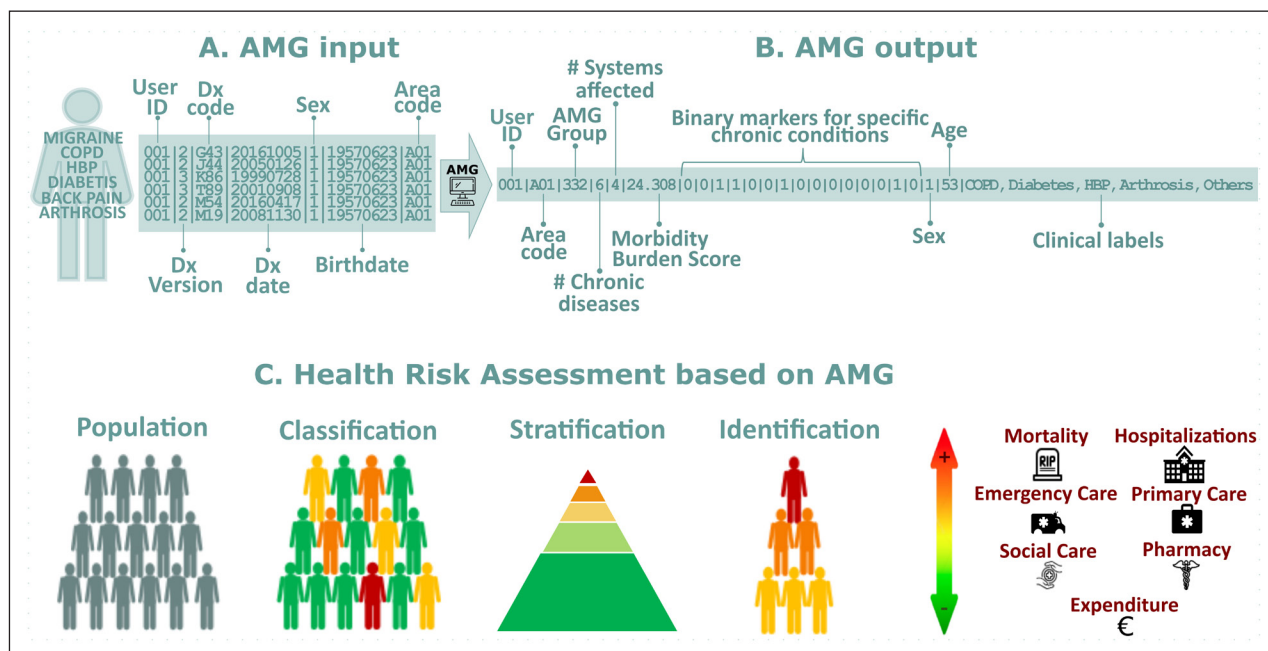 A. AMG input
User ID
Dx code
Sex
Area code
MIGRAINE
COPD
HBP
DIABETIS
BACK PAIN
ARTHROSIS
001|2|G43|20161005|1|19570623|A01
001|2|J44|20050126|1|19570623|A01
001|3|K86|19990728|1|19570623|A01
001|3|T89|20010908|1|19570623|A01
001|2|M54|20160417|1|19570623|A01
001|2|M19|20081130|1|19570623|A01
Dx Version
Dx date
Birthdate
AMG
B. AMG output
# Systems affected
User ID
AMG Group
Binary markers for specific chronic conditions
Age
001|A01|332|6|4|24.308|0|0|1|1|0|0|1|0|0|0|0|0|0|1|0|1|53|COPD,Diabetes,HBP,Arthrosis,Others
Area code
# Chronic diseases
Morbidity Burden Score
Sex
Clinical labels
C. Health Risk Assessment based on AMG
Population
Classification
Stratification
Identification
+
-
Mortality
Hospitalizations
RIP
Emergency Care
Primary Care
Social Care
Pharmacy
Expenditure
€